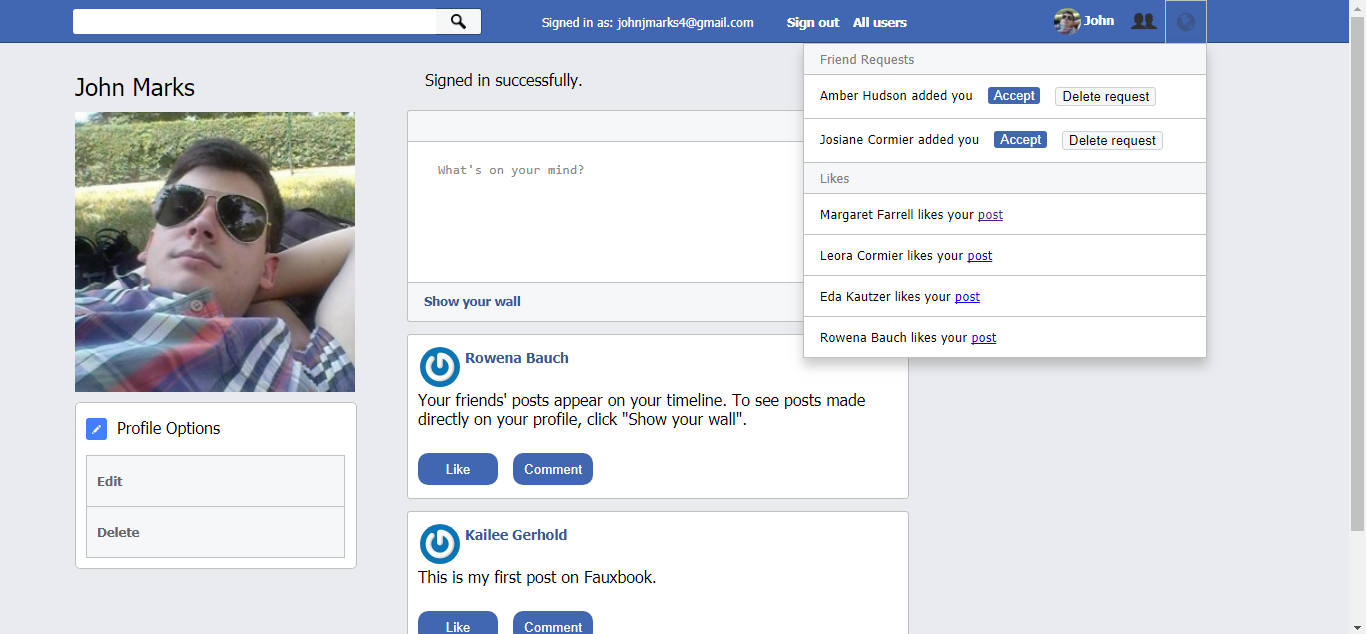 Signed in as: johnjmarks4@gmail.com Sign out All users John
Friend Requests
Amber Hudson added you Accept Delete request
Josiane Cormier added you Accept Delete request
Likes
Margaret Farrell likes your post
Leora Cormier likes your post
Eda Kautzer likes your post
Rowena Bauch likes your post
John Marks
Profile Options
Edit
Delete
Signed in successfully.
What's on your mind?
Show your wall
Rowena Bauch
Your friends' posts appear on your timeline. To see posts made
directly on your profile, click "Show your wall".
Like Comment
Kailee Gerhold
This is my first post on Fauxbook.
Like Comment